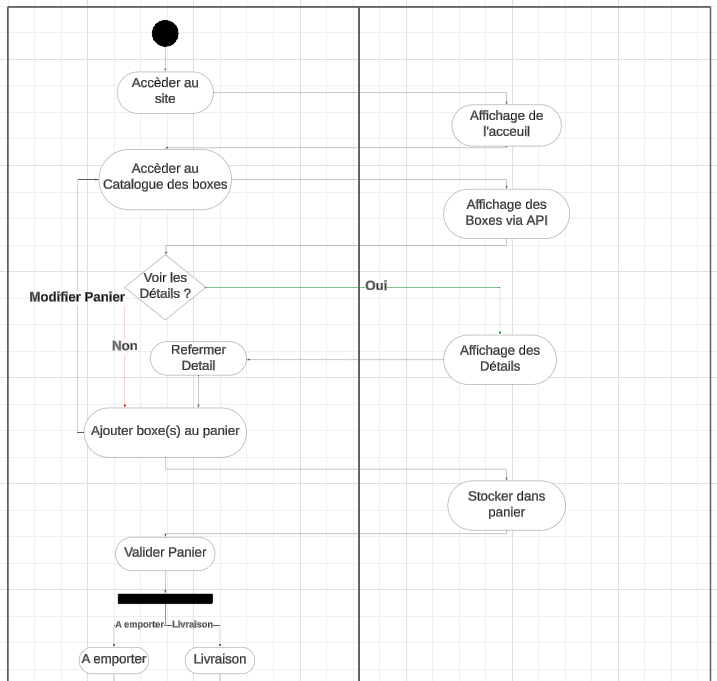 Accèder au
site
Affichage de
l'acceuil
Accèder au
Catalogue des boxes
Affichage des
Boxes via API
Voir les
Détails ?
Oui
Modifier Panier
Non
Refermer
Detail
Affichage des
Détails
Ajouter boxe(s) au panier
Stocker dans
panier
Valider Panier
A emporter
Livraison
A emporter
Livraison